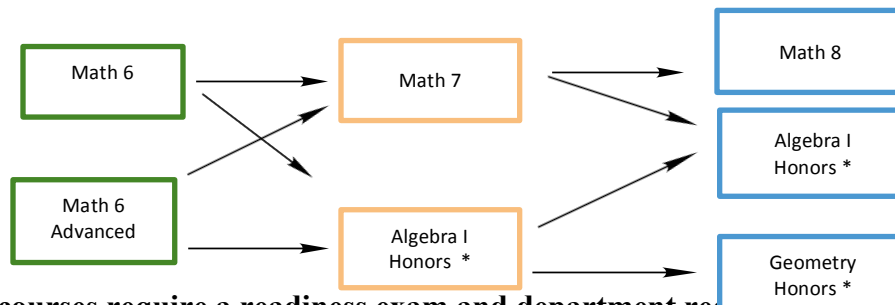 Math 6
Math 7
Math 8
Algebra I
Honors *
Math 6
Advanced
Algebra I
Honors *
Geometry
Honors *
courses require a readiness exam and department